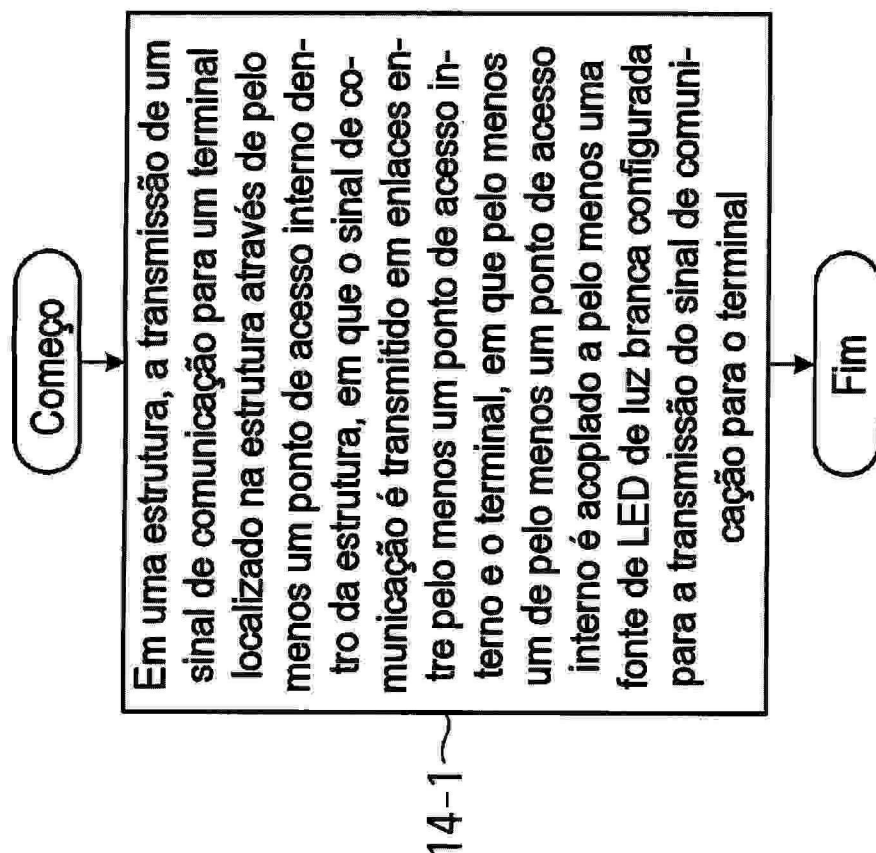 Começo
Em uma estrutura, a transmissão de um
sinal de comunicação para um terminal
localizado na estrutura através de pelo
menos um ponto de acesso interno den-
tro da estrutura, em que o sinal de co-
municação é transmitido em enlaces en-
tre pelo menos um ponto de acesso in-
terno e o terminal, em que pelo menos
um de pelo menos um ponto de acesso
interno é acoplado a pelo menos uma
fonte de LED de luz branca configurada
para a transmissão do sinal de comuni-
cação para o terminal
14-1
Fim